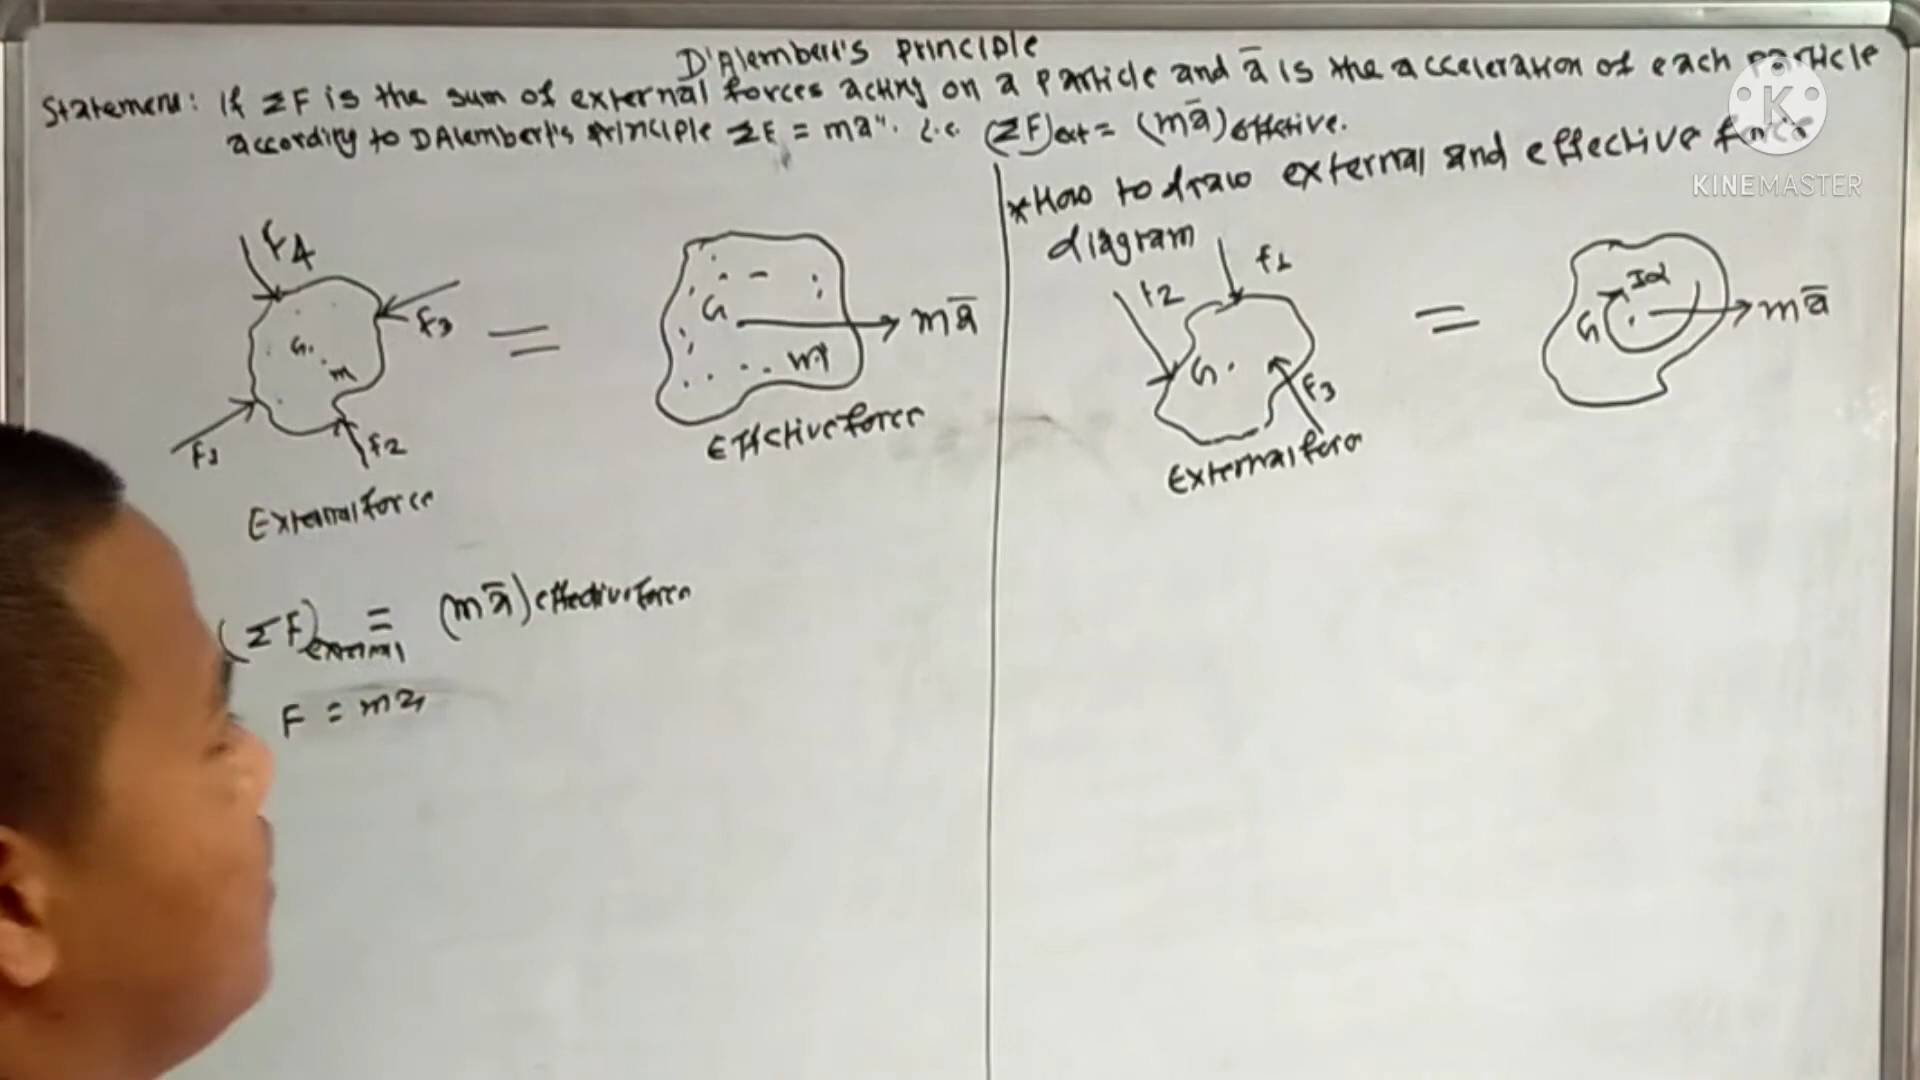 D'Alembert's Principle
Statement: If ΣF is the sum of external forces acting on a particle and ā is the acceleration of each particle
according to DAlembert's principle ΣF = ma". i.e. (ΣF)ext = (mā)effective.
*How to draw external and effective force
diagram
KINEMASTER
F4
F3
G.
m
F1
F2
External force
=
G
mā
Effective force
F1
F2
G.
F3
External force
=
Iα
G
mā
(ΣF)external = (mā)effective force
F = ma